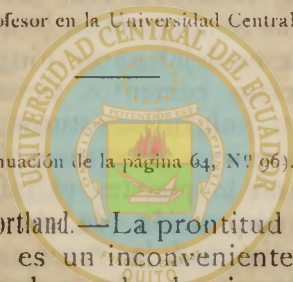 ofesor en la Universidad Central
UNIVERSIDAD CENTRAL DEL ECUADOR
nuación de la página 64, Nº 96).
ortland.—La prontitud
es un inconveniente
QUITO